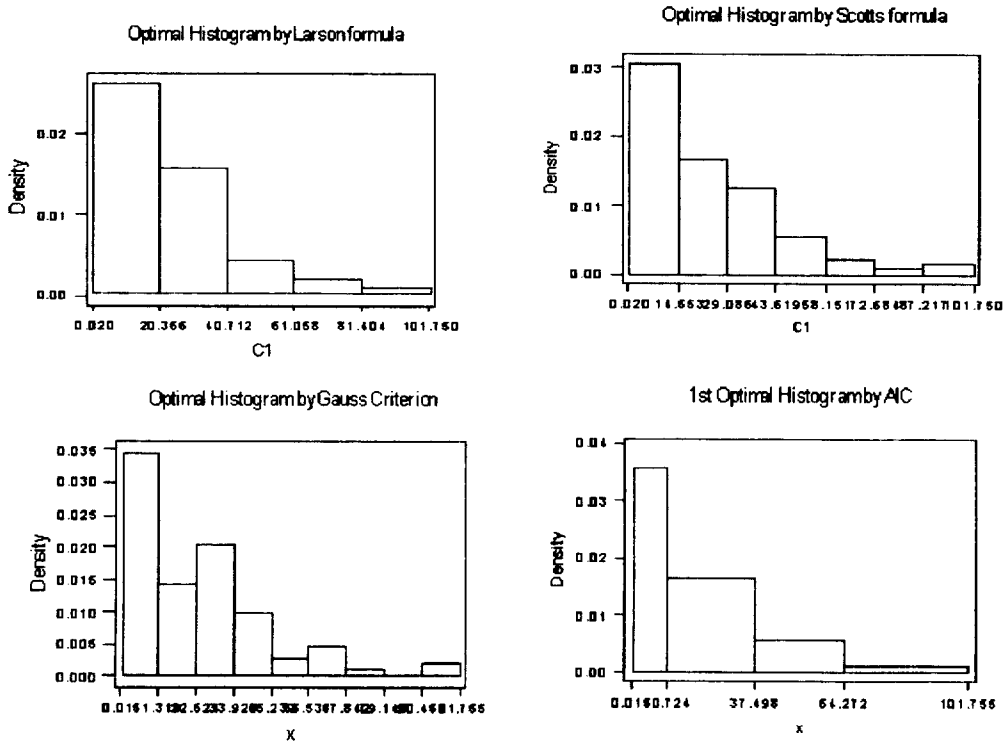 Optimal Histogram by Larson formula
Density
0.02
0.01
0.00
0.020 20.366 40.712 61.058 81.404 101.750
C1
Optimal Histogram by Scotts formula
Density
0.03
0.02
0.01
0.00
0.020
C1
Optimal Histogram by Gauss Criterion
Density
0.035
0.030
0.025
0.020
0.015
0.010
0.005
0.000
X
1st Optimal Histogram by AIC
Density
0.04
0.03
0.02
0.01
0.00
37.498 64.272 101.755
x